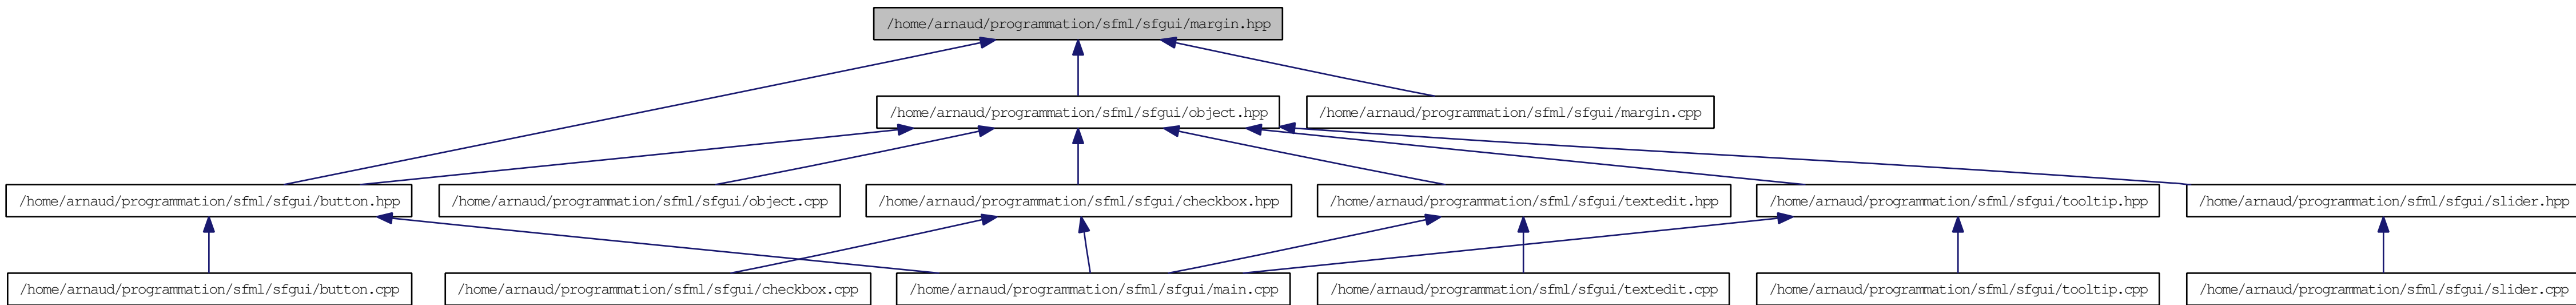 /home/arnaud/programmation/sfml/sfgui/margin.hpp
/home/arnaud/programmation/sfml/sfgui/object.hpp
/home/arnaud/programmation/sfml/sfgui/margin.cpp
/home/arnaud/programmation/sfml/sfgui/button.hpp
/home/arnaud/programmation/sfml/sfgui/object.cpp
/home/arnaud/programmation/sfml/sfgui/checkbox.hpp
/home/arnaud/programmation/sfml/sfgui/textedit.hpp
/home/arnaud/programmation/sfml/sfgui/tooltip.hpp
/home/arnaud/programmation/sfml/sfgui/slider.hpp
/home/arnaud/programmation/sfml/sfgui/button.cpp
/home/arnaud/programmation/sfml/sfgui/checkbox.cpp
/home/arnaud/programmation/sfml/sfgui/main.cpp
/home/arnaud/programmation/sfml/sfgui/textedit.cpp
/home/arnaud/programmation/sfml/sfgui/tooltip.cpp
/home/arnaud/programmation/sfml/sfgui/slider.cpp